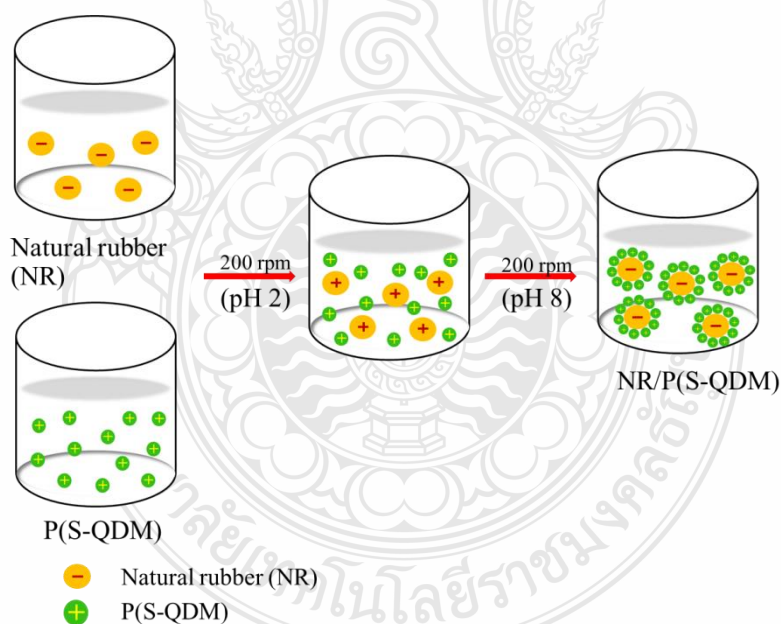 Natural rubber
(NR)
P(S-QDM)
200 rpm
(pH 2)
200 rpm
(pH 8)
NR/P(S-QDM)
Natural rubber (NR)
P(S-QDM)